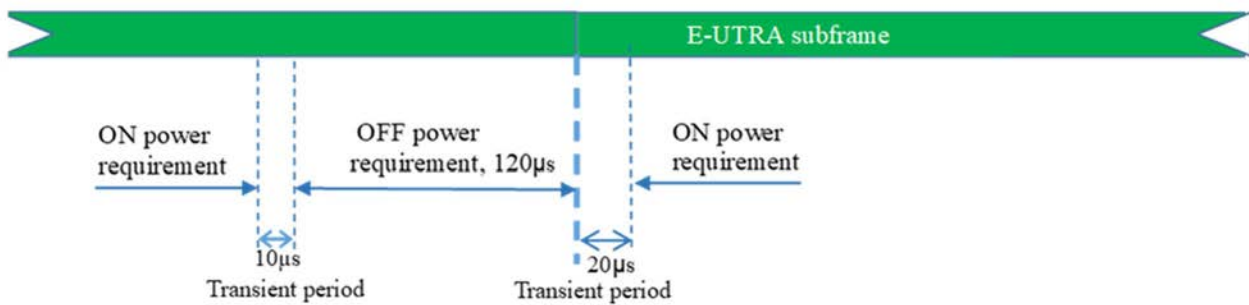 E-UTRA subframe
ON power
requirement
OFF power
requirement, 120μs
ON power
requirement
10μs
Transient period
20μs
Transient period